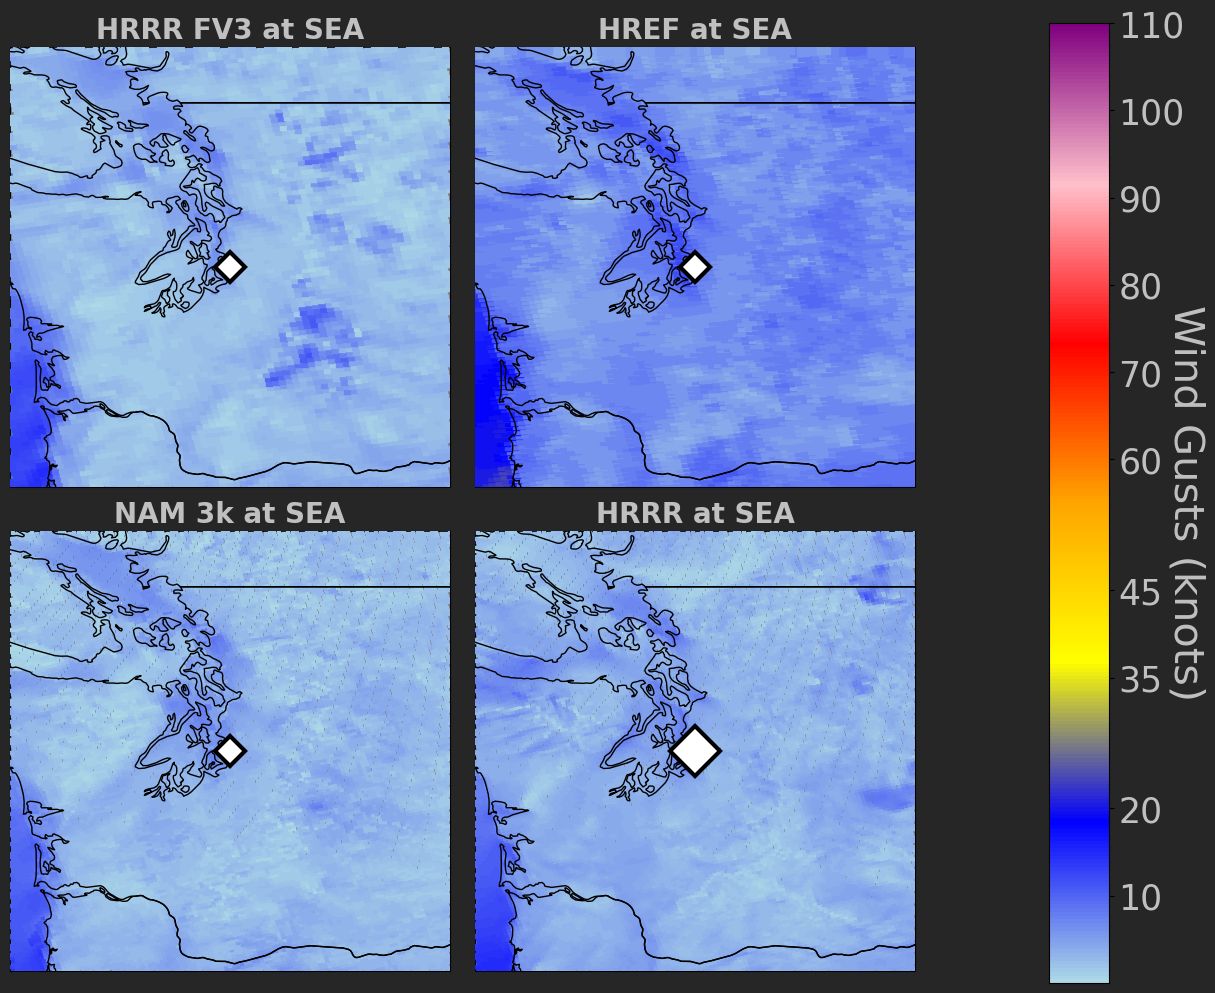 HRRR FV3 at SEA
HREF at SEA
NAM 3k at SEA
HRRR at SEA
110
100
90
80
70
60
45
35
20
10
Wind Gusts (knots)